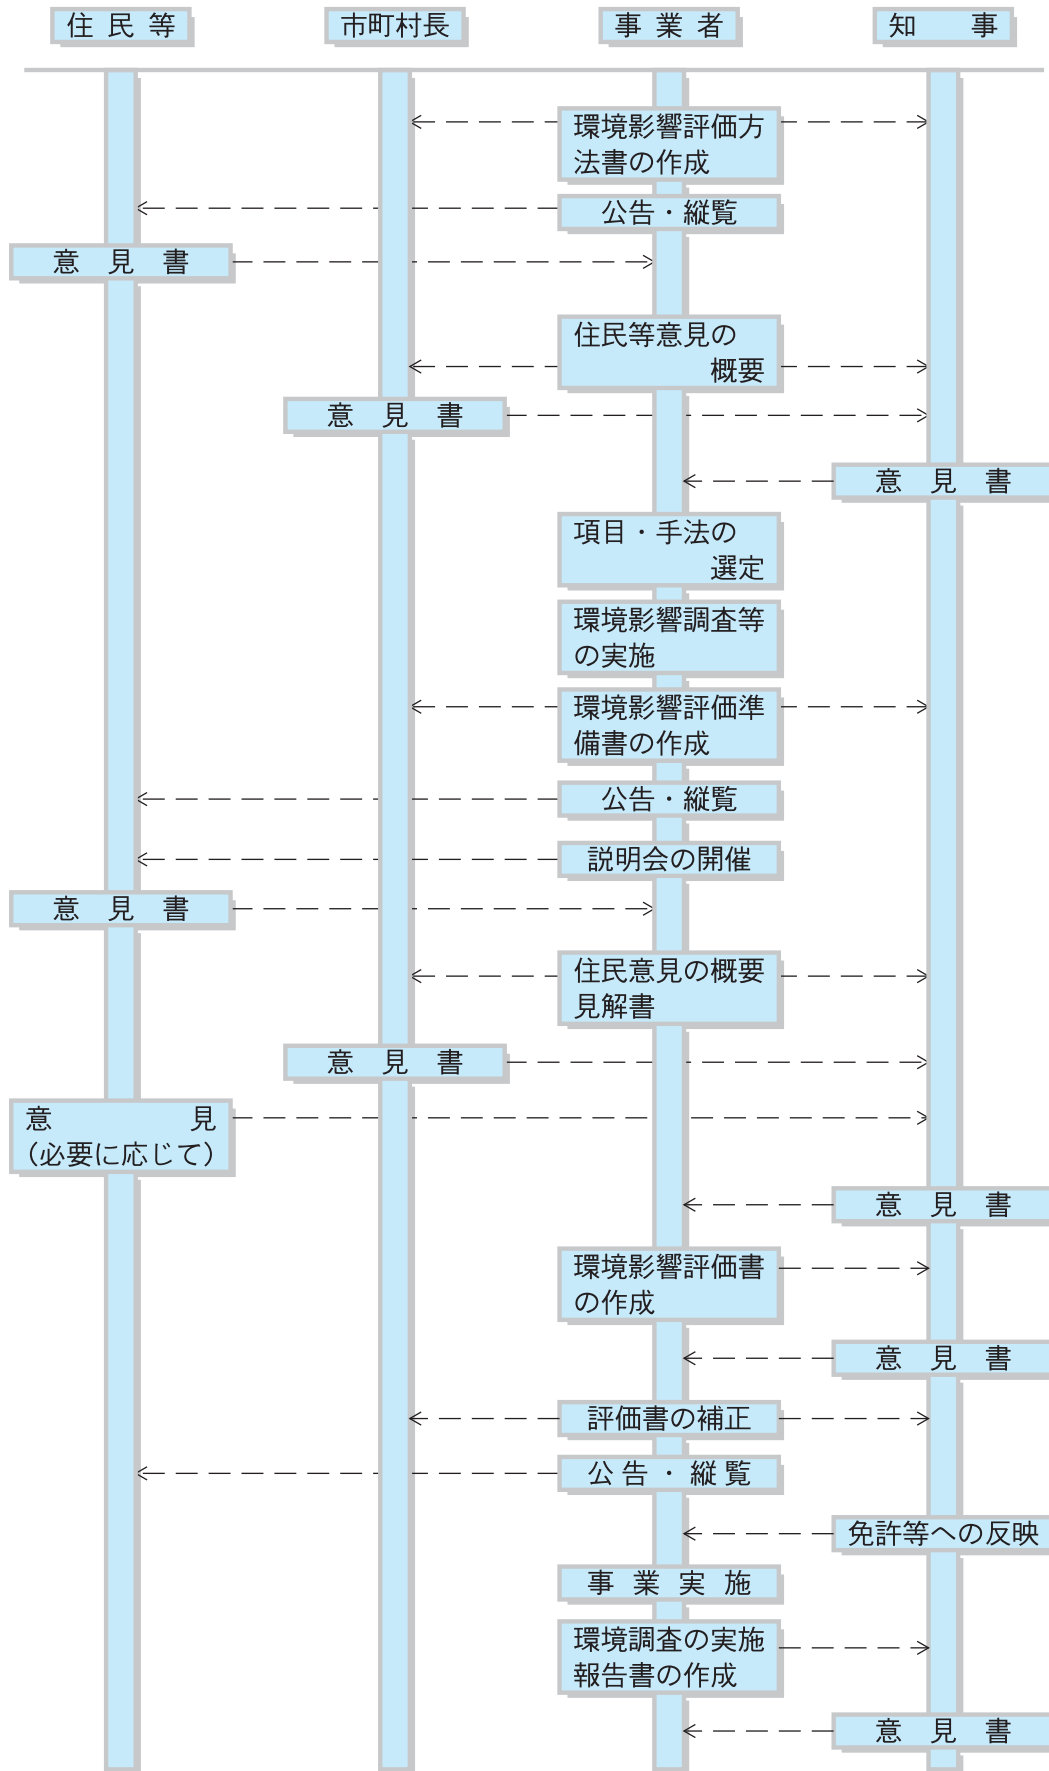 住民等
市町村長
事業者
知事
環境影響評価方
法書の作成
公告・縦覧
意見書
住民等意見の
概要
意見書
意見書
項目・手法の
選定
環境影響調査等
の実施
環境影響評価準
備書の作成
公告・縦覧
説明会の開催
意見書
住民意見の概要
見解書
意見書
意見
（必要に応じて）
意見書
環境影響評価書
の作成
意見書
評価書の補正
公告・縦覧
免許等への反映
事業実施
環境調査の実施
報告書の作成
意見書